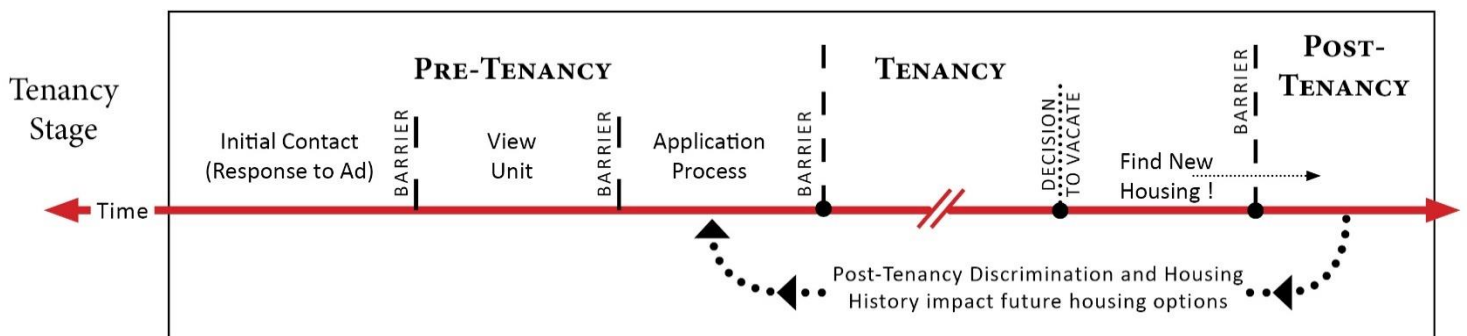 Tenancy
Stage
PRE-TENANCY
TENANCY
POST-
TENANCY
Initial Contact
(Response to Ad)
BARRIER
View
Unit
BARRIER
Application
Process
BARRIER
DECISION
TO VACATE
Find New
Housing !
BARRIER
Time
Post-Tenancy Discrimination and Housing
History impact future housing options